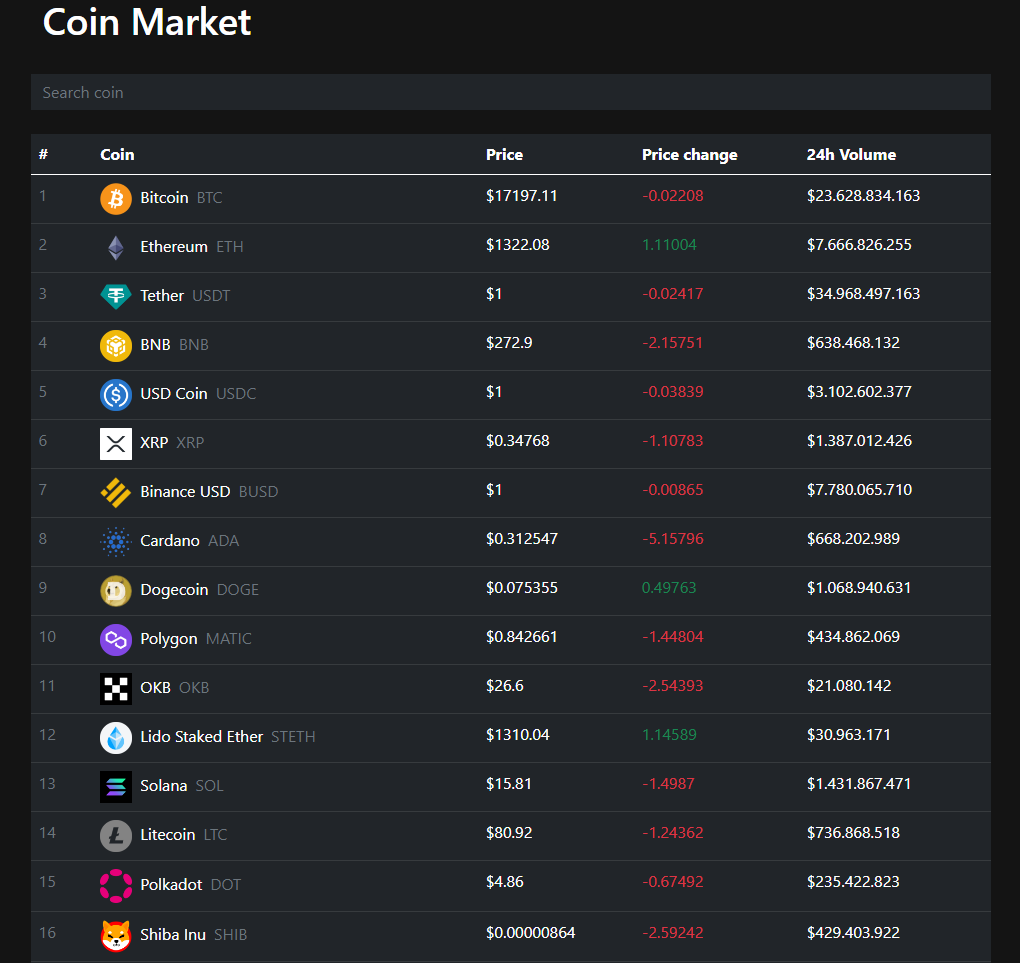 Coin Market
Search coin
# Coin Price Price change 24h Volume
1 Bitcoin BTC $17197.11 -0.02208 $23.628.834.163
2 Ethereum ETH $1322.08 1.11004 $7.666.826.255
3 Tether USDT $1 -0.02417 $34.968.497.163
4 BNB BNB $272.9 -2.15751 $638.468.132
5 USD Coin USDC $1 -0.03839 $3.102.602.377
6 XRP XRP $0.34768 -1.10783 $1.387.012.426
7 Binance USD BUSD $1 -0.00865 $7.780.065.710
8 Cardano ADA $0.312547 -5.15796 $668.202.989
9 Dogecoin DOGE $0.075355 0.49763 $1.068.940.631
10 Polygon MATIC $0.842661 -1.44804 $434.862.069
11 OKB OKB $26.6 -2.54393 $21.080.142
12 Lido Staked Ether STETH $1310.04 1.14589 $30.963.171
13 Solana SOL $15.81 -1.4987 $1.431.867.471
14 Litecoin LTC $80.92 -1.24362 $736.868.518
15 Polkadot DOT $4.86 -0.67492 $235.422.823
16 Shiba Inu SHIB $0.00000864 -2.59242 $429.403.922